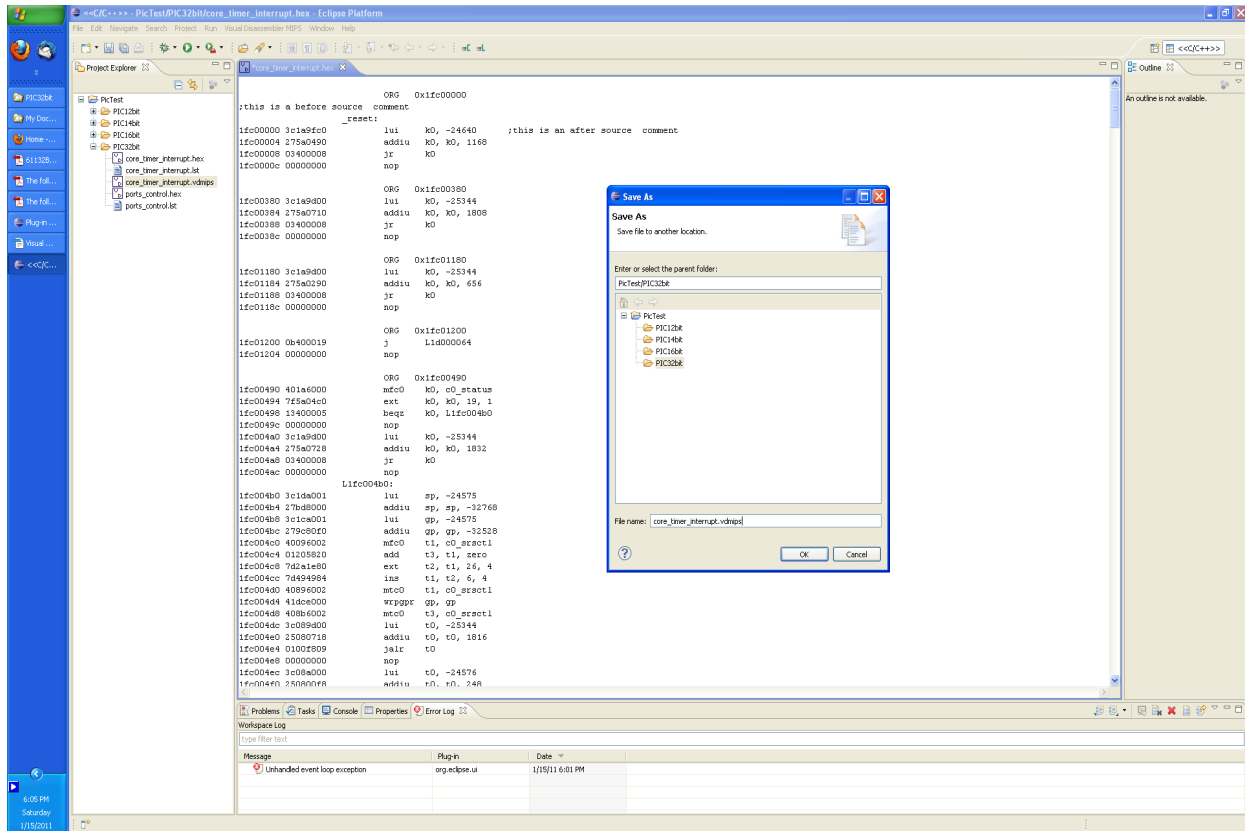 <<C/C++>> - PicTest/PIC32bit/core_timer_interrupt.hex - Eclipse Platform
File Edit Navigate Search Project Run Visual Disassembler MIPS Window Help
<<C/C++>>
Project Explorer
*core_timer_interrupt.hex
Outline
An outline is not available.
PIC32bit
My Doc...
Home - ...
61132B...
The foll...
The foll...
Plug-in ...
Visual ...
<<C/C...
PicTest
PIC12bit
PIC14bit
PIC16bit
PIC32bit
core_timer_interrupt.hex
core_timer_interrupt.lst
core_timer_interrupt.vdmips
ports_control.hex
ports_control.lst
ORG 0x1fc00000
;this is a before source comment
_reset:
1fc00000 3c1a9fc0 lui k0, -24640 ;this is an after source comment
1fc00004 275a0490 addiu k0, k0, 1168
1fc00008 03400008 jr k0
1fc0000c 00000000 nop
ORG 0x1fc00380
1fc00380 3c1a9d00 lui k0, -25344
1fc00384 275a0710 addiu k0, k0, 1808
1fc00388 03400008 jr k0
1fc0038c 00000000 nop
ORG 0x1fc01180
1fc01180 3c1a9d00 lui k0, -25344
1fc01184 275a0290 addiu k0, k0, 656
1fc01188 03400008 jr k0
1fc0118c 00000000 nop
ORG 0x1fc01200
1fc01200 0b400019 j L1d000064
1fc01204 00000000 nop
ORG 0x1fc00490
1fc00490 401a6000 mfc0 k0, c0_status
1fc00494 7f5a04c0 ext k0, k0, 19, 1
1fc00498 13400005 beqz k0, L1fc004b0
1fc0049c 00000000 nop
1fc004a0 3c1a9d00 lui k0, -25344
1fc004a4 275a0728 addiu k0, k0, 1832
1fc004a8 03400008 jr k0
1fc004ac 00000000 nop
L1fc004b0:
1fc004b0 3c1da001 lui sp, -24575
1fc004b4 27bd8000 addiu sp, sp, -32768
1fc004b8 3c1ca001 lui gp, -24575
1fc004bc 279c80f0 addiu gp, gp, -32528
1fc004c0 40096002 mfc0 t1, c0_srsctl
1fc004c4 01205820 add t3, t1, zero
1fc004c8 7d2a1e80 ext t2, t1, 26, 4
1fc004cc 7d494984 ins t1, t2, 6, 4
1fc004d0 40896002 mtc0 t1, c0_srsctl
1fc004d4 41dce000 wrpgpr gp, gp
1fc004d8 408b6002 mtc0 t3, c0_srsctl
1fc004dc 3c089d00 lui t0, -25344
1fc004e0 25080718 addiu t0, t0, 1816
1fc004e4 0100f809 jalr t0
1fc004e8 00000000 nop
1fc004ec 3c08a000 lui t0, -24576
1fc004f0 250800f8 addiu t0, t0, 248
Save As
Save As
Save file to another location.
Enter or select the parent folder:
PicTest/PIC32bit
PicTest
PIC12bit
PIC14bit
PIC16bit
PIC32bit
File name: core_timer_interrupt.vdmips
OK Cancel
Problems Tasks Console Properties Error Log
Workspace Log
type filter text
Message Plug-in Date
Unhandled event loop exception org.eclipse.ui 1/15/11 6:01 PM
6:05 PM
Saturday
1/15/2011